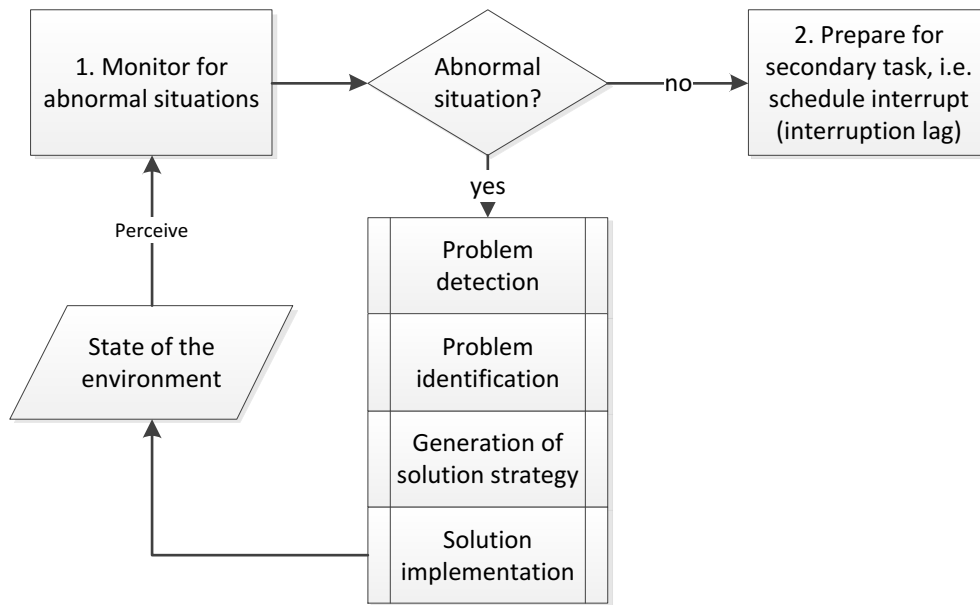 1. Monitor for
abnormal situations
Abnormal
situation?
no
2. Prepare for
secondary task, i.e.
schedule interrupt
(interruption lag)
yes
Perceive
Problem
detection
State of the
environment
Problem
identification
Generation of
solution strategy
Solution
implementation